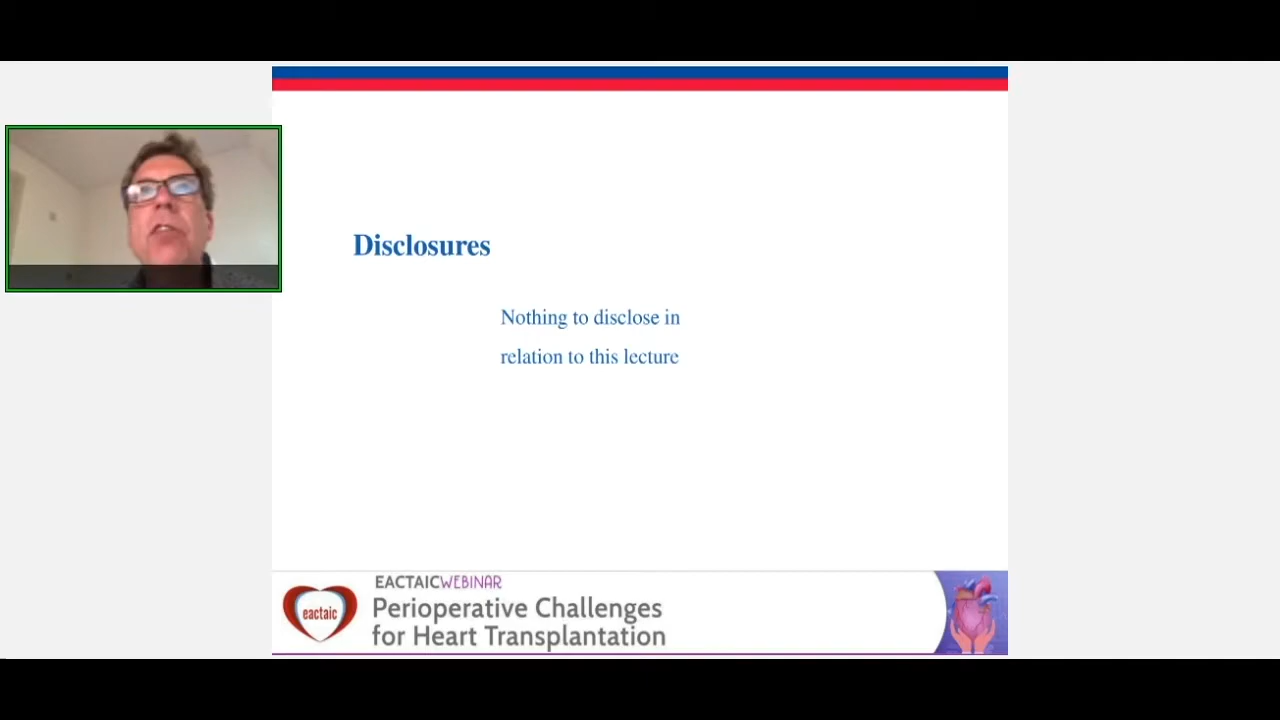 Disclosures
Nothing to disclose in
relation to this lecture
eactaic
EACTAICWEBINAR
Perioperative Challenges
for Heart Transplantation